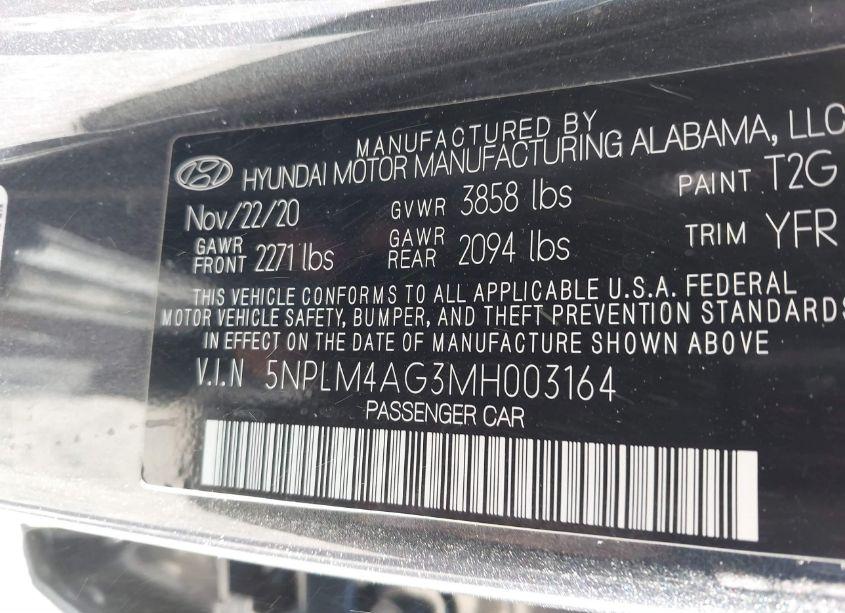 MANUFACTURED BY
HYUNDAI MOTOR MANUFACTURING ALABAMA, LLC
Nov/22/20 GVWR 3858 lbs PAINT T2G
GAWR FRONT 2271 lbs GAWR REAR 2094 lbs TRIM YFR
THIS VEHICLE CONFORMS TO ALL APPLICABLE U.S.A. FEDERAL
MOTOR VEHICLE SAFETY, BUMPER, AND THEFT PREVENTION STANDARDS
IN EFFECT ON THE DATE OF MANUFACTURE SHOWN ABOVE
V.I.N 5NPLM4AG3MH003164
PASSENGER CAR